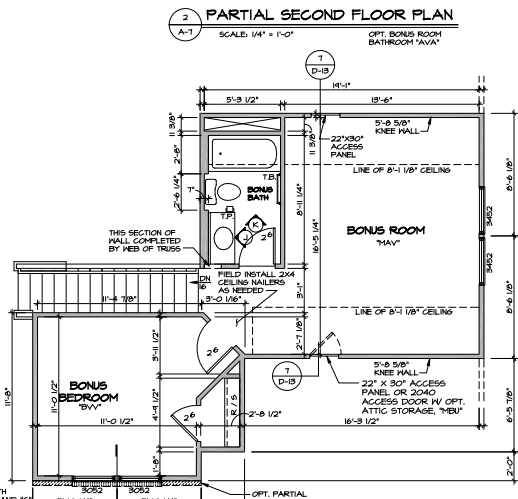 2
A-7
PARTIAL SECOND FLOOR PLAN
SCALE: 1/4" = 1'-0"
OPT. BONUS ROOM
BATHROOM "AVA"
7
D-13
19'-1"
5'-3 1/2"
13'-6"
11 3/8"
11 3/8"
22"X30"
ACCESS
PANEL
5'-8 5/8"
KNEE WALL
2'-8"
LINE OF 8'-1 1/8" CEILING
8'-6 1/8"
T.B.
7"
BONUS
BATH
2'-6 1/4"
8'-11 1/4"
3452
T.P.
K
J
2 6
16'-5 1/4"
BONUS ROOM
"MAV"
THIS SECTION OF
WALL COMPLETED
BY WEB OF TRUSS
3452
DN
16
FIELD INSTALL 2X4
CEILING NAILERS
AS NEEDED
8'-6 1/8"
11'-4 7/8"
3'-0 1/16"
3'-1"
LINE OF 8'-1 1/8" CEILING
2'-7 1/8"
3'-11 1/2"
2 6
7
D-13
5'-8 5/8"
KNEE WALL
22" X 30" ACCESS
PANEL OR 2040
ACCESS DOOR W/ OPT.
ATTIC STORAGE, "MBU"
11'-8"
11'-0 1/2"
BONUS
BEDROOM
"BVV"
4'-9 1/2"
R / S
2 6
2'-8 1/2"
6'-5 7/8"
11'-0 1/2"
16'-3 1/2"
1'-8"
2'-0"
3052
3052
OPT. PARTIAL